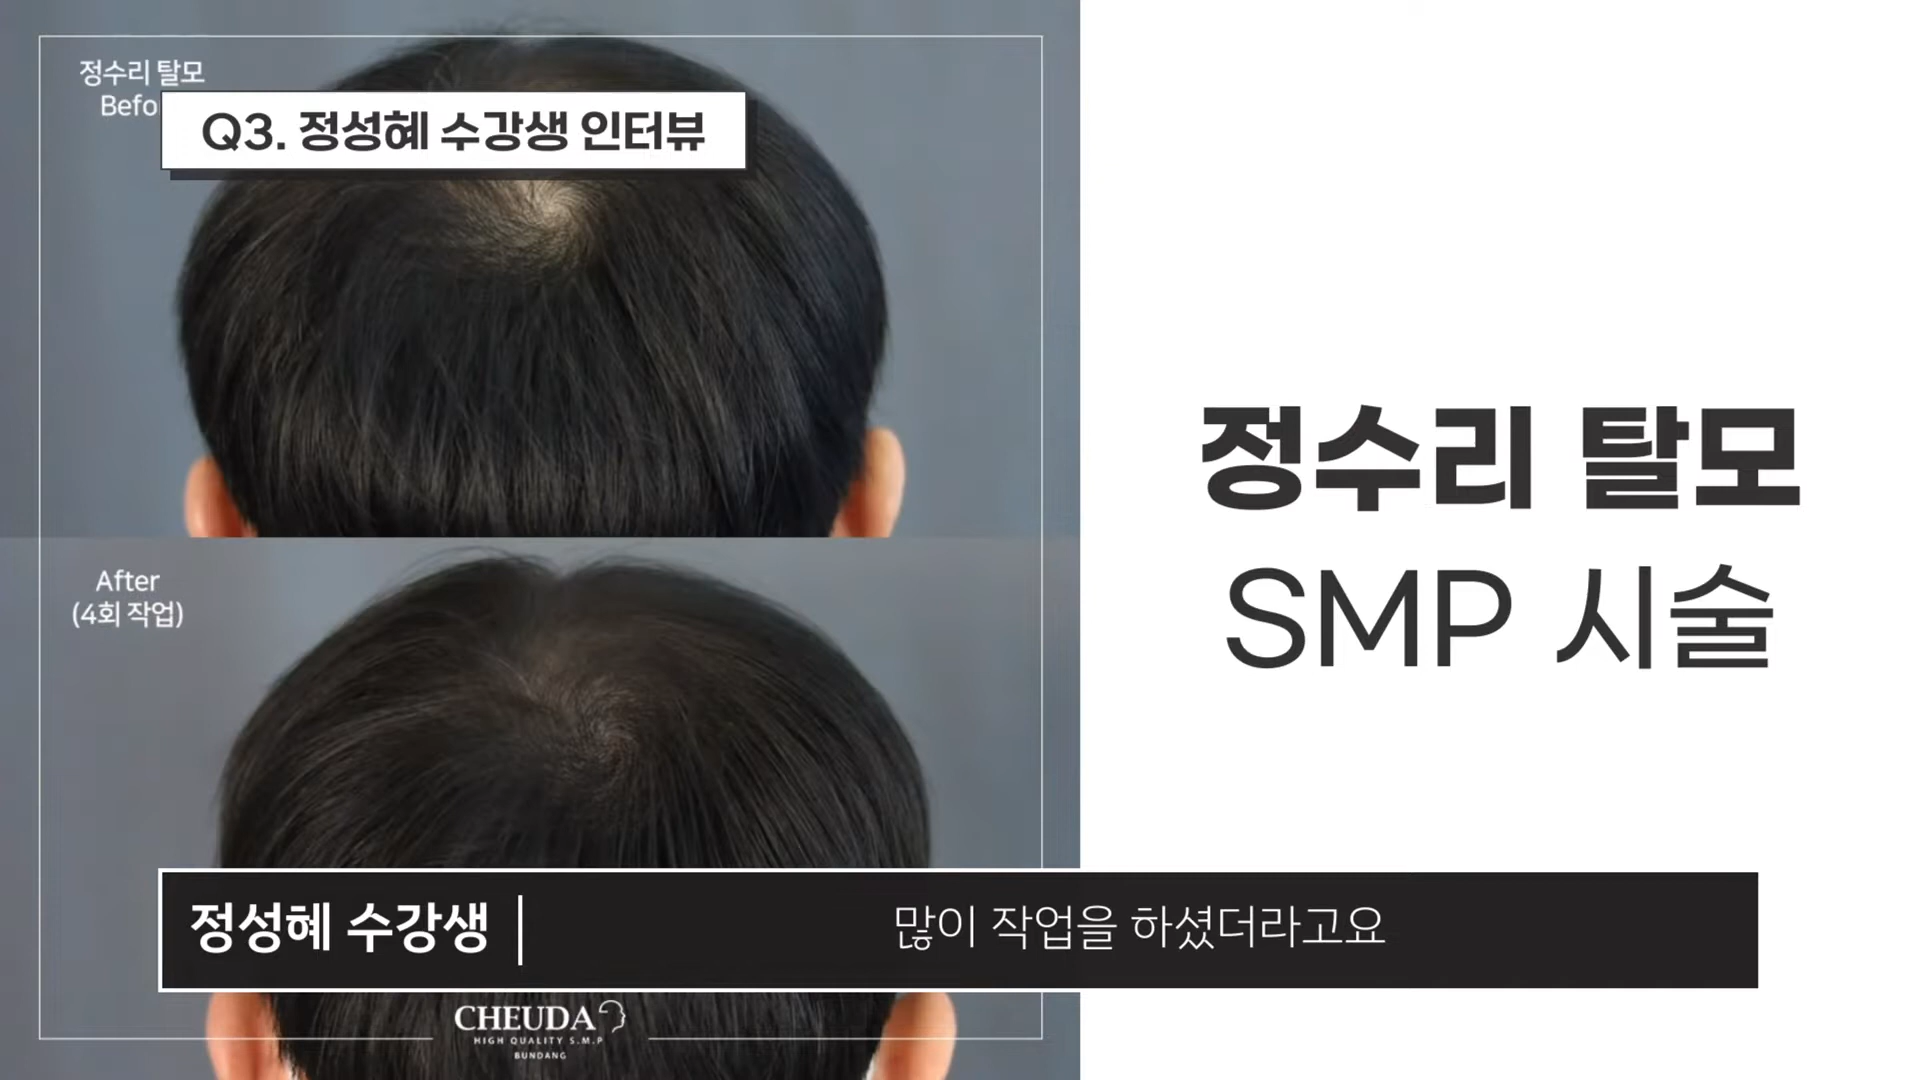 정수리 탈모
Befo
Q3. 정성혜 수강생 인터뷰
정수리 탈모
SMP 시술
After
(4회 작업)
정성혜 수강생
많이 작업을 하셨더라고요
CHEUDA
HIGH QUALITY S.M.P
BUNDANG